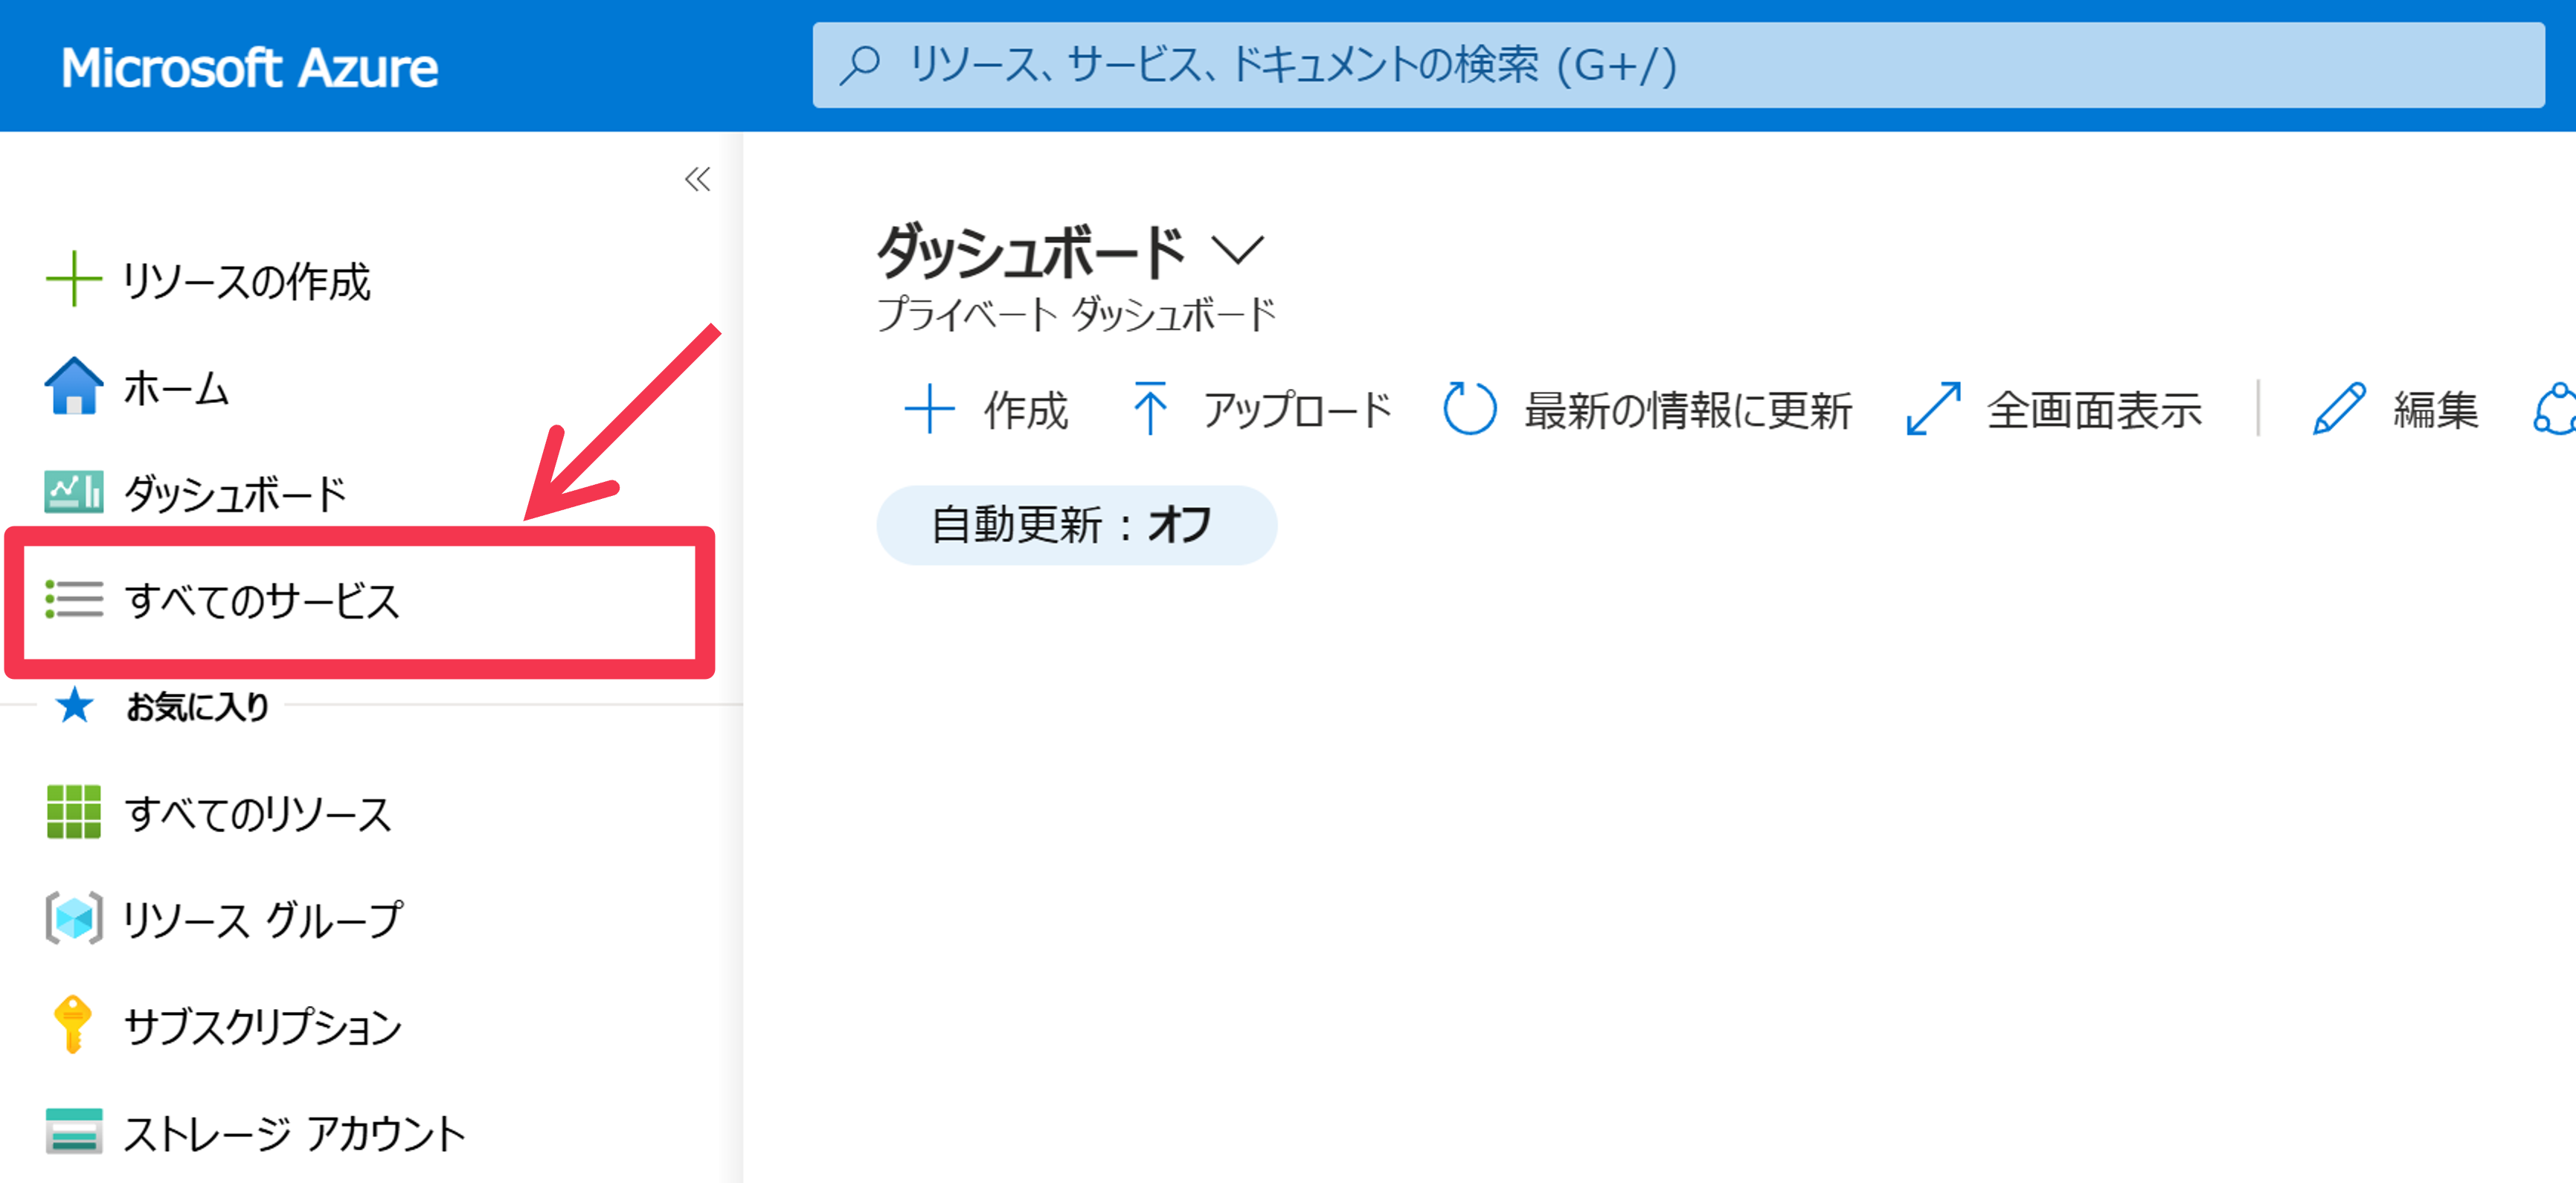 Microsoft Azure
リソース、サービス、ドキュメントの検索 (G+/)
リソースの作成
ホーム
ダッシュボード
すべてのサービス
お気に入り
すべてのリソース
リソース グループ
サブスクリプション
ストレージ アカウント
ダッシュボード
プライベート ダッシュボード
作成 アップロード 最新の情報に更新 全画面表示 編集
自動更新 : オフ